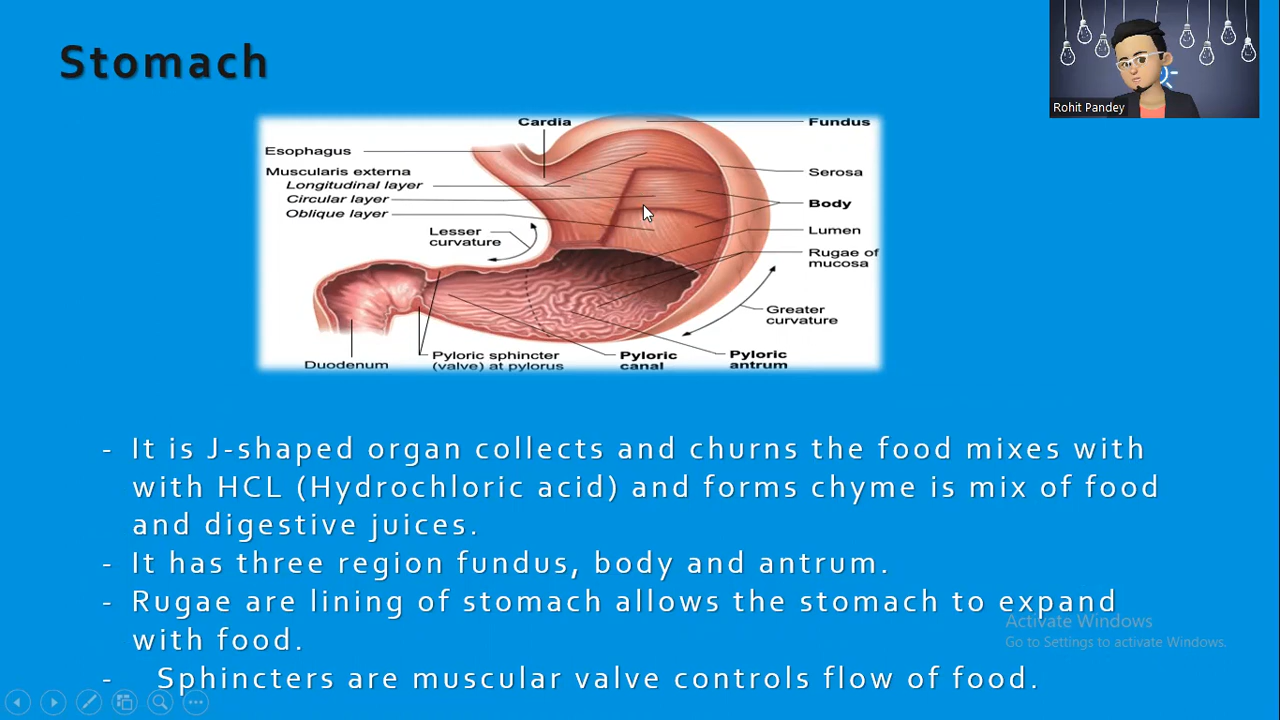 Stomach
Rohit Pandey
Cardia
Fundus
Esophagus
Muscularis externa
Longitudinal layer
Circular layer
Oblique layer
Serosa
Body
Lesser
curvature
Lumen
Rugae of
mucosa
Greater
curvature
Duodenum
Pyloric sphincter
(valve) at pylorus
Pyloric
canal
Pyloric
antrum
- It is J-shaped organ collects and churns the food mixes with
with HCL (Hydrochloric acid) and forms chyme is mix of food
and digestive juices.
- It has three region fundus, body and antrum.
- Rugae are lining of stomach allows the stomach to expand
with food.
- Sphincters are muscular valve controls flow of food.
Activate Windows
Go to Settings to activate Windows.